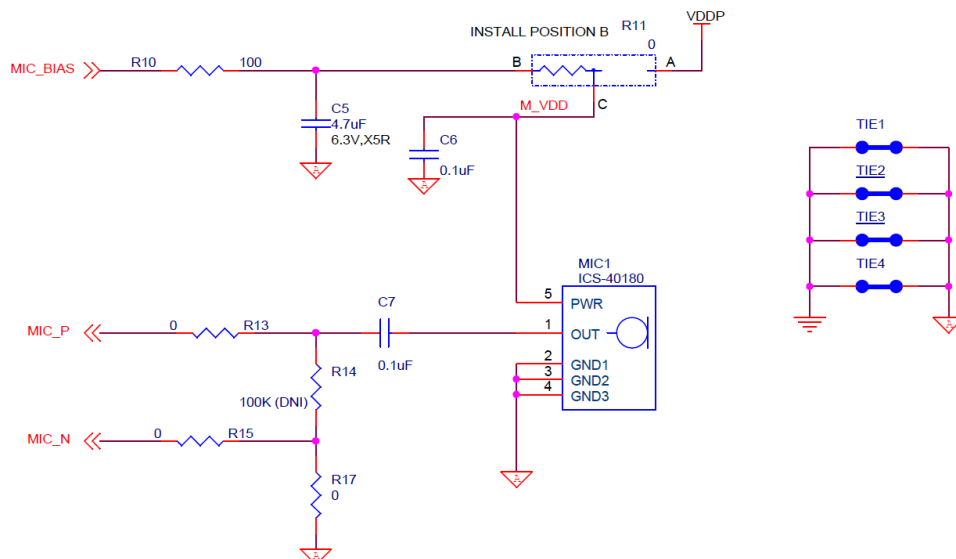 VDDP
INSTALL POSITION B
R11
0
MIC_BIAS
R10
100
B
A
C
M_VDD
C5
4.7uF
6.3V,X5R
A
C6
0.1uF
A
TIE1
TIE2
TIE3
TIE4
A
MIC1
ICS-40180
5
PWR
1
OUT
2
GND1
3
GND2
4
GND3
A
C7
0.1uF
MIC_P
0
R13
R14
100K (DNI)
MIC_N
0
R15
R17
0
A